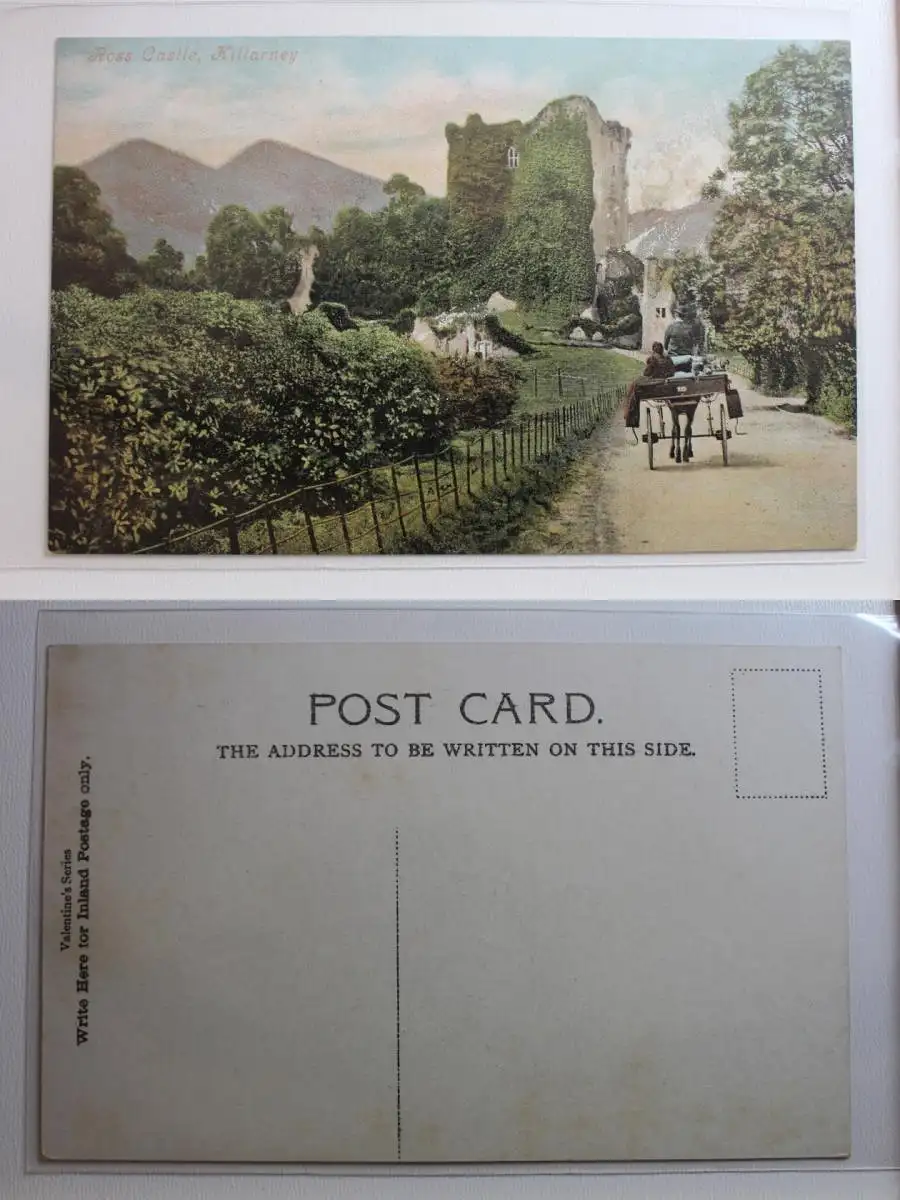 Ross Castle, Killarney
POST CARD.
THE ADDRESS TO BE WRITTEN ON THIS SIDE.
Valentine's Series
Write Here for Inland Postage only.